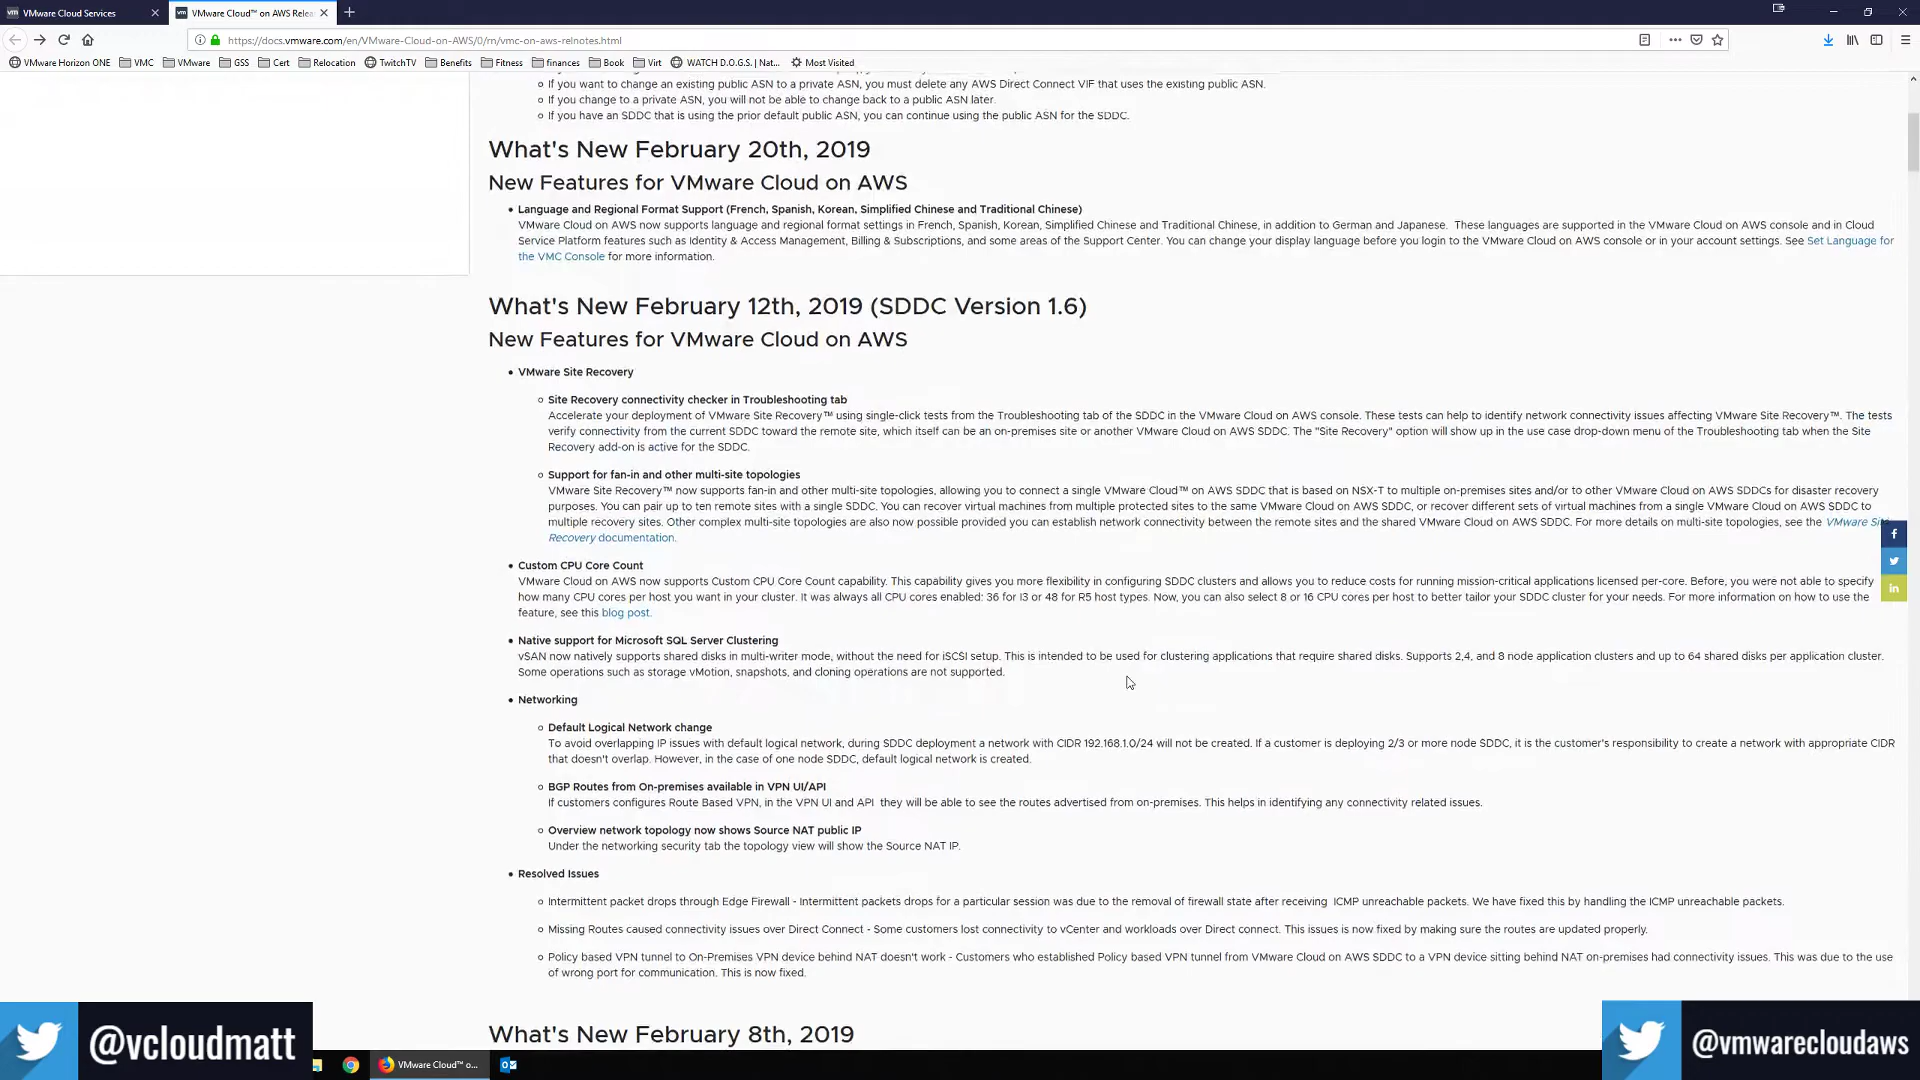 VMware Cloud Services
VMware Cloud™ on AWS Relea
https://docs.vmware.com/en/VMware-Cloud-on-AWS/0/rn/vmc-on-aws-relnotes.html
VMware Horizon ONE VMC VMware GSS Cert Relocation TwitchTV Benefits Fitness finances Book Virt WATCH D.O.G.S. | Nat... Most Visited
○ If you want to change an existing public ASN to a private ASN, you must delete any AWS Direct Connect VIF that uses the existing public ASN.
○ If you change to a private ASN, you will not be able to change back to a public ASN later.
○ If you have an SDDC that is using the prior default public ASN, you can continue using the public ASN for the SDDC.
What's New February 20th, 2019
New Features for VMware Cloud on AWS
• Language and Regional Format Support (French, Spanish, Korean, Simplified Chinese and Traditional Chinese)
VMware Cloud on AWS now supports language and regional format settings in French, Spanish, Korean, Simplified Chinese and Traditional Chinese, in addition to German and Japanese. These languages are supported in the VMware Cloud on AWS console and in Cloud
Service Platform features such as Identity & Access Management, Billing & Subscriptions, and some areas of the Support Center. You can change your display language before you login to the VMware Cloud on AWS console or in your account settings. See Set Language for
the VMC Console for more information.
What's New February 12th, 2019 (SDDC Version 1.6)
New Features for VMware Cloud on AWS
• VMware Site Recovery
○ Site Recovery connectivity checker in Troubleshooting tab
Accelerate your deployment of VMware Site Recovery™ using single-click tests from the Troubleshooting tab of the SDDC in the VMware Cloud on AWS console. These tests can help to identify network connectivity issues affecting VMware Site Recovery™. The tests
verify connectivity from the current SDDC toward the remote site, which itself can be an on-premises site or another VMware Cloud on AWS SDDC. The "Site Recovery" option will show up in the use case drop-down menu of the Troubleshooting tab when the Site
Recovery add-on is active for the SDDC.
○ Support for fan-in and other multi-site topologies
VMware Site Recovery™ now supports fan-in and other multi-site topologies, allowing you to connect a single VMware Cloud™ on AWS SDDC that is based on NSX-T to multiple on-premises sites and/or to other VMware Cloud on AWS SDDCs for disaster recovery
purposes. You can pair up to ten remote sites with a single SDDC. You can recover virtual machines from multiple protected sites to the same VMware Cloud on AWS SDDC, or recover different sets of virtual machines from a single VMware Cloud on AWS SDDC to
multiple recovery sites. Other complex multi-site topologies are also now possible provided you can establish network connectivity between the remote sites and the shared VMware Cloud on AWS SDDC. For more details on multi-site topologies, see the VMware Site
Recovery documentation.
• Custom CPU Core Count
VMware Cloud on AWS now supports Custom CPU Core Count capability. This capability gives you more flexibility in configuring SDDC clusters and allows you to reduce costs for running mission-critical applications licensed per-core. Before, you were not able to specify
how many CPU cores per host you want in your cluster. It was always all CPU cores enabled: 36 for I3 or 48 for R5 host types. Now, you can also select 8 or 16 CPU cores per host to better tailor your SDDC cluster for your needs. For more information on how to use the
feature, see this blog post.
• Native support for Microsoft SQL Server Clustering
vSAN now natively supports shared disks in multi-writer mode, without the need for iSCSI setup. This is intended to be used for clustering applications that require shared disks. Supports 2,4, and 8 node application clusters and up to 64 shared disks per application cluster.
Some operations such as storage vMotion, snapshots, and cloning operations are not supported.
• Networking
○ Default Logical Network change
To avoid overlapping IP issues with default logical network, during SDDC deployment a network with CIDR 192.168.1.0/24 will not be created. If a customer is deploying 2/3 or more node SDDC, it is the customer's responsibility to create a network with appropriate CIDR
that doesn't overlap. However, in the case of one node SDDC, default logical network is created.
○ BGP Routes from On-premises available in VPN UI/API
If customers configures Route Based VPN, in the VPN UI and API they will be able to see the routes advertised from on-premises. This helps in identifying any connectivity related issues.
○ Overview network topology now shows Source NAT public IP
Under the networking security tab the topology view will show the Source NAT IP.
• Resolved Issues
○ Intermittent packet drops through Edge Firewall - Intermittent packets drops for a particular session was due to the removal of firewall state after receiving ICMP unreachable packets. We have fixed this by handling the ICMP unreachable packets.
○ Missing Routes caused connectivity issues over Direct Connect - Some customers lost connectivity to vCenter and workloads over Direct connect. This issues is now fixed by making sure the routes are updated properly.
○ Policy based VPN tunnel to On-Premises VPN device behind NAT doesn't work - Customers who established Policy based VPN tunnel from VMware Cloud on AWS SDDC to a VPN device sitting behind NAT on-premises had connectivity issues. This was due to the use
of wrong port for communication. This is now fixed.
What's New February 8th, 2019
@vcloudmatt
VMware Cloud™ o...
@vmwarecloudaws